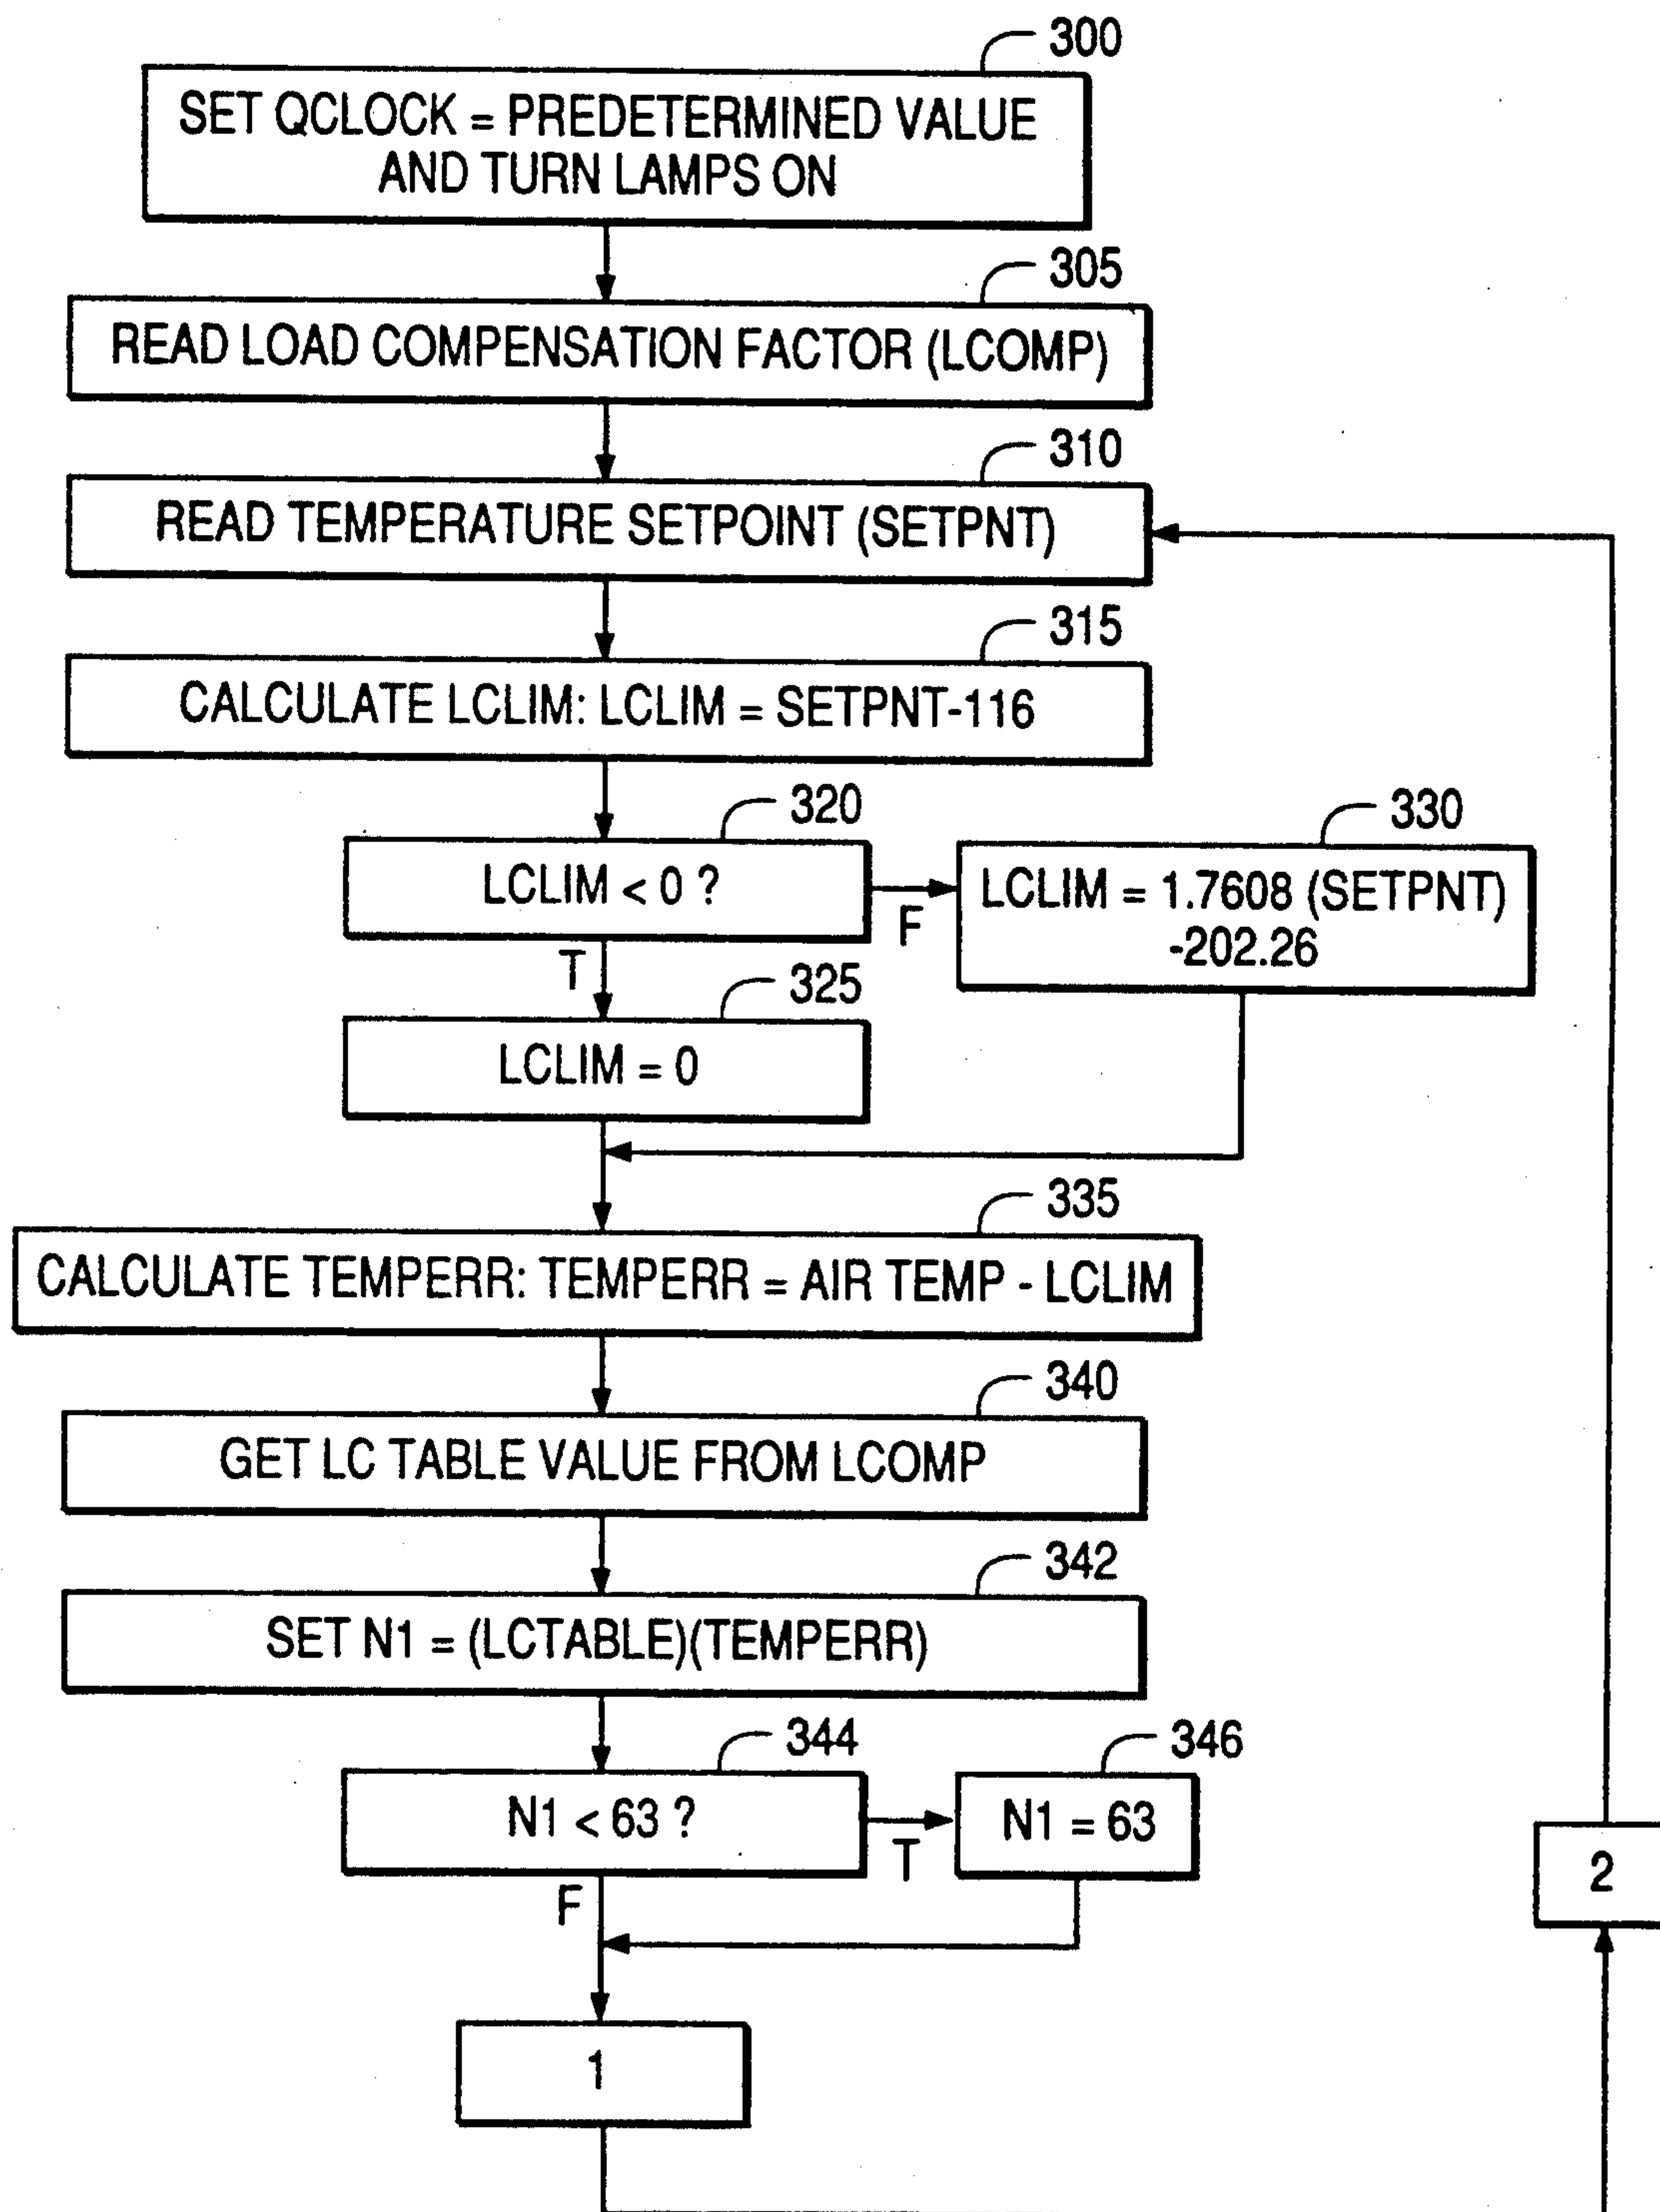 300
SET QCLOCK = PREDETERMINED VALUE
AND TURN LAMPS ON
305
READ LOAD COMPENSATION FACTOR (LCOMP)
310
READ TEMPERATURE SETPOINT (SETPNT)
315
CALCULATE LCLIM: LCLIM = SETPNT-116
320
LCLIM < 0 ?
F
T
330
LCLIM = 1.7608 (SETPNT)
-202.26
325
LCLIM = 0
335
CALCULATE TEMPERR: TEMPERR = AIR TEMP - LCLIM
340
GET LC TABLE VALUE FROM LCOMP
342
SET N1 = (LCTABLE)(TEMPERR)
344
N1 < 63 ?
T
F
346
N1 = 63
2
1